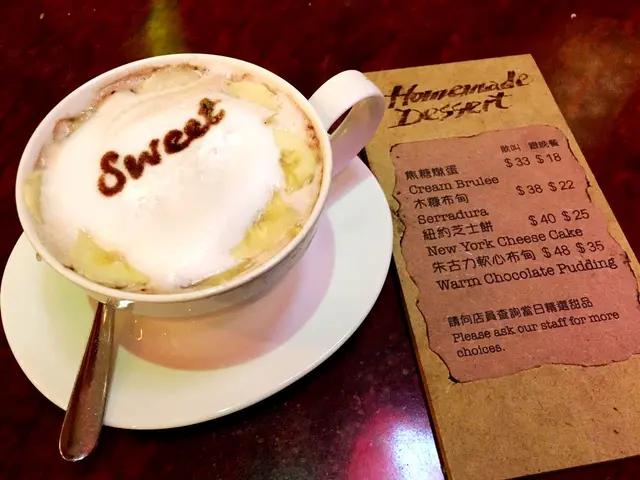 Sweet
Homemade
Dessert
散叫 跟晚餐
焦糖燉蛋 $33 $18
Cream Brulee
木糠布甸 $38 $22
Serradura
紐約芝士餅 $40 $25
New York Cheese Cake
朱古力軟心布甸 $48 $35
Warm Chocolate Pudding
請向店員查詢當日精選甜品
Please ask our staff for more
choices.